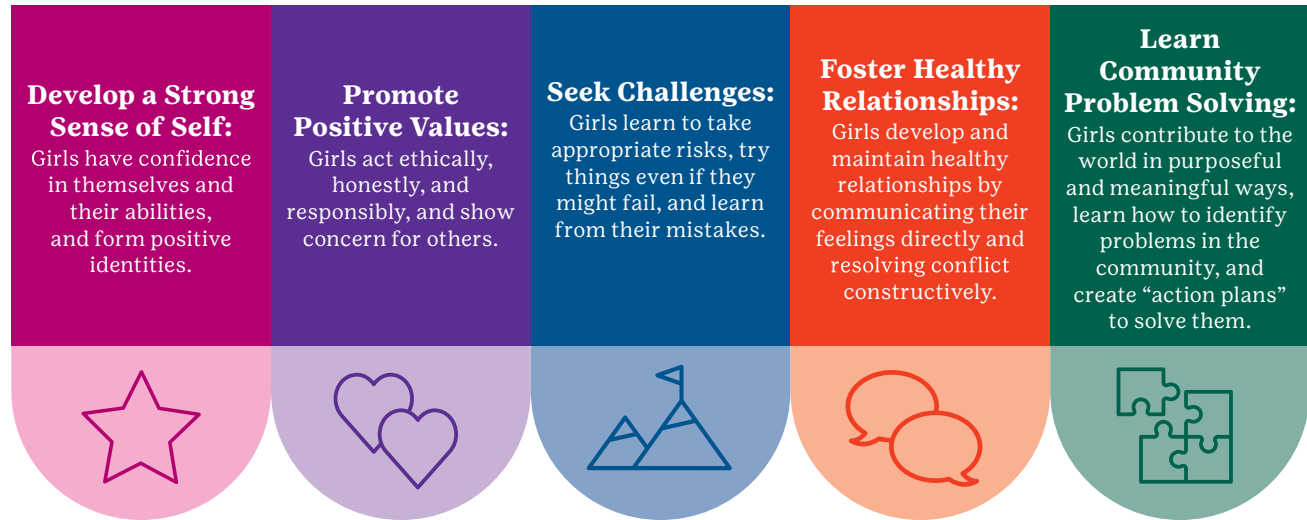 Develop a Strong
Sense of Self:
Girls have confidence
in themselves and
their abilities,
and form positive
identities.
Promote
Positive Values:
Girls act ethically,
honestly, and
responsibly, and show
concern for others.
Seek Challenges:
Girls learn to take
appropriate risks, try
things even if they
might fail, and learn
from their mistakes.
Foster Healthy
Relationships:
Girls develop and
maintain healthy
relationships by
communicating their
feelings directly and
resolving conflict
constructively.
Learn
Community
Problem Solving:
Girls contribute to the
world in purposeful
and meaningful ways,
learn how to identify
problems in the
community, and
create “action plans”
to solve them.